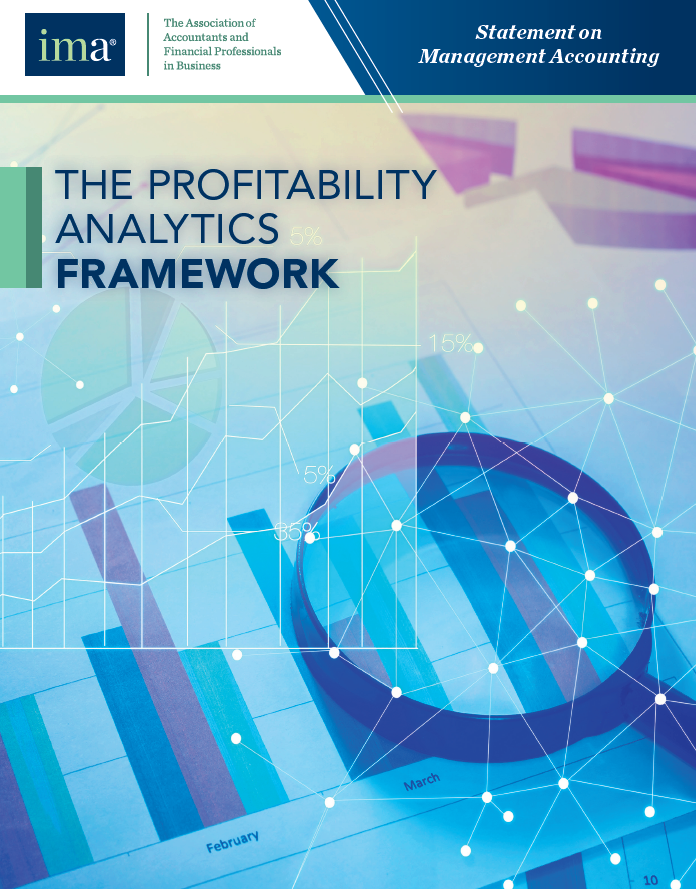 ima®
The Association of
Accountants and
Financial Professionals
in Business
Statement on
Management Accounting
THE PROFITABILITY
ANALYTICS
FRAMEWORK
5%
15%
5%
35%
March
February
10